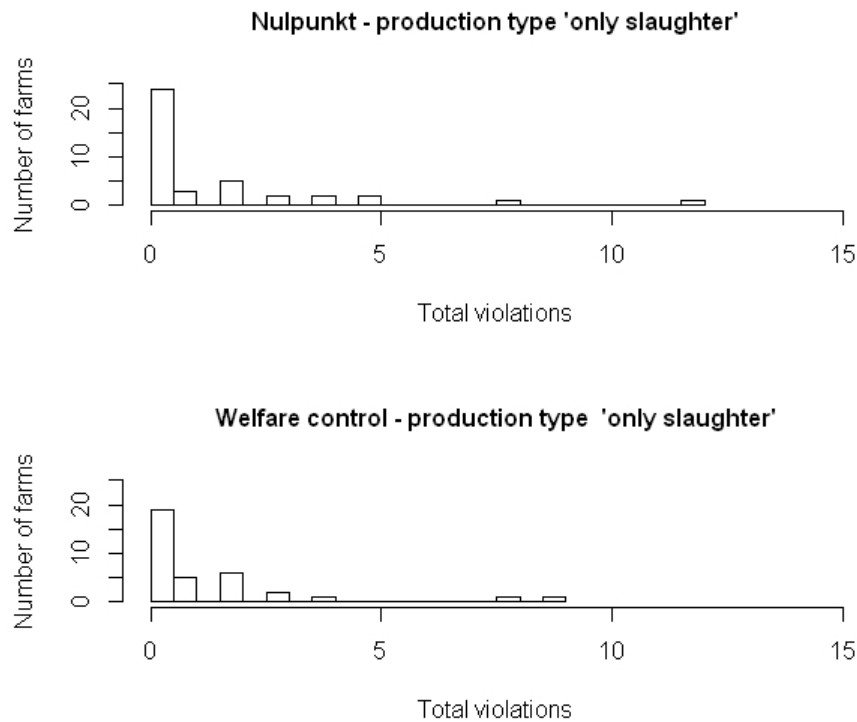 Nulpunkt - production type 'only slaughter'
Number of farms
20
10
0
0 5 10 15
Total violations
Welfare control - production type 'only slaughter'
Number of farms
20
10
0
0 5 10 15
Total violations